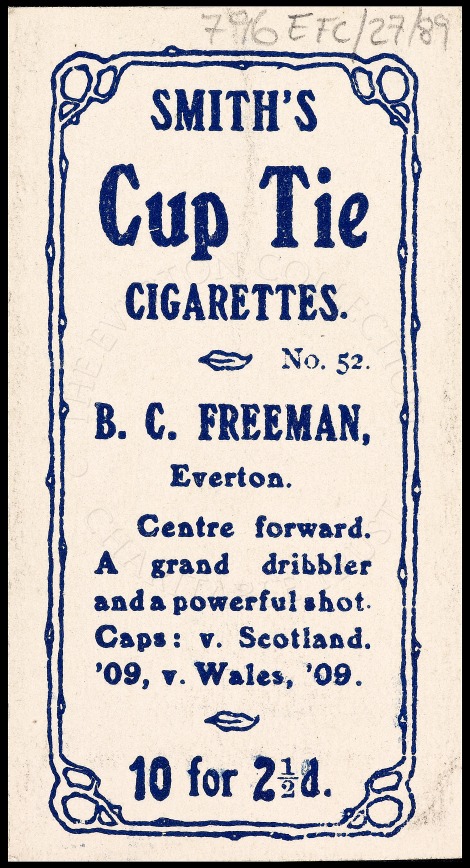 796 EFC/27/89
SMITH'S
Cup Tie
CIGARETTES.
No. 52.
B. C. FREEMAN,
Everton.
Centre forward.
A grand dribbler
and a powerful shot.
Caps: v. Scotland.
'09, v. Wales, '09.
10 for 2½d.